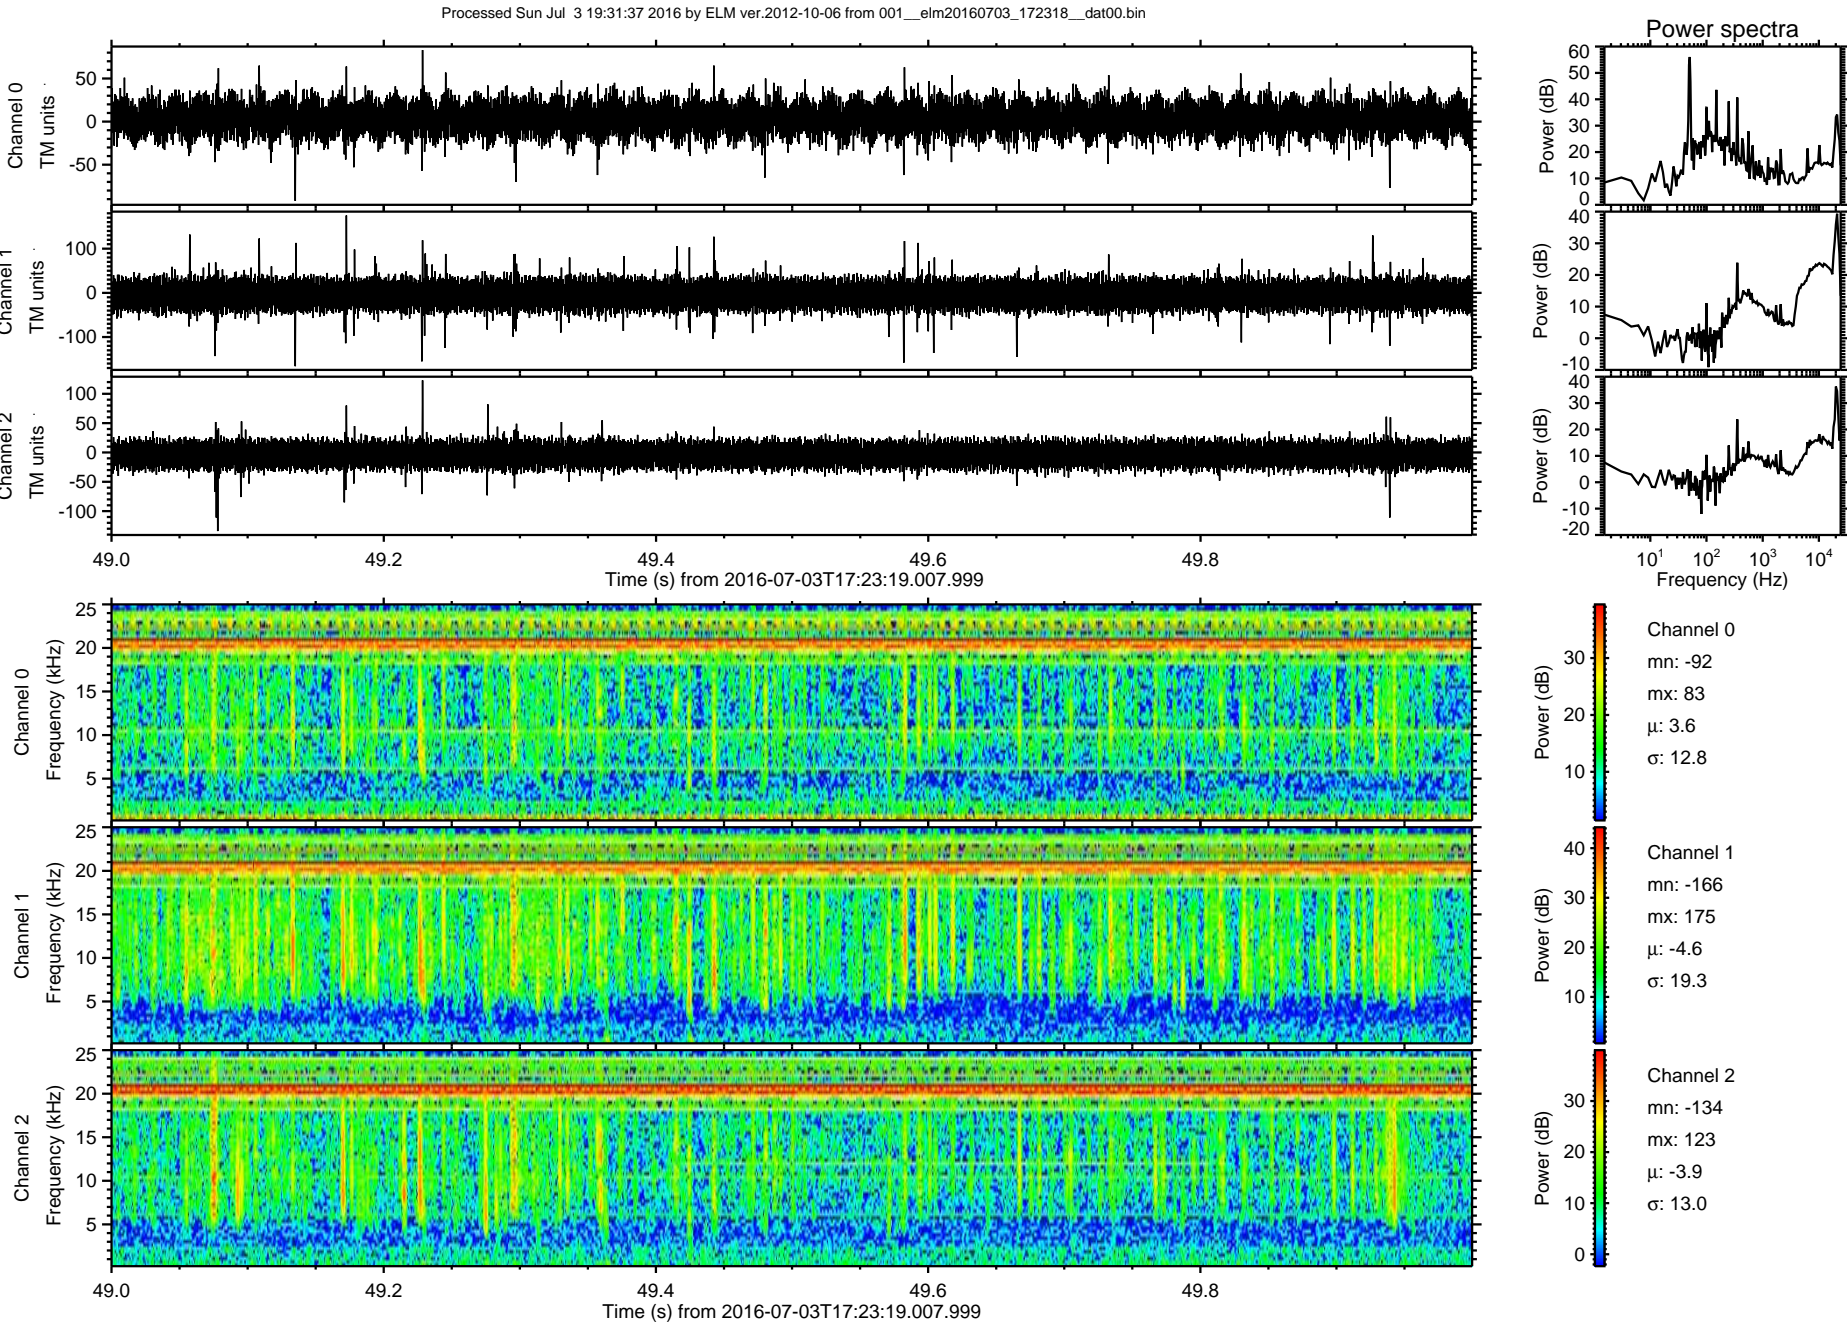 Processed Sun Jul  3 19:31:37 2016 by ELM ver.2012-10-06 from 001__elm20160703_172318__dat00.bin
Power spectra
Channel 0
TM units
50
0
-50
Power (dB)
60
50
40
30
20
10
0
Channel 1
TM units
100
0
-100
Power (dB)
40
30
20
10
0
-10
Channel 2
TM units
100
50
0
-50
-100
Power (dB)
40
30
20
10
0
-10
-20
49.0 49.2 49.4 49.6 49.8
Time (s) from 2016-07-03T17:23:19.007.999
10^1 10^2 10^3 10^4
Frequency (Hz)
Channel 0
Frequency (kHz)
25
20
15
10
5
Power (dB)
30
20
10
Channel 0
mn: -92
mx: 83
μ: 3.6
σ: 12.8
Channel 1
Frequency (kHz)
25
20
15
10
5
Power (dB)
40
30
20
10
Channel 1
mn: -166
mx: 175
μ: -4.6
σ: 19.3
Channel 2
Frequency (kHz)
25
20
15
10
5
Power (dB)
30
20
10
0
Channel 2
mn: -134
mx: 123
μ: -3.9
σ: 13.0
49.0 49.2 49.4 49.6 49.8
Time (s) from 2016-07-03T17:23:19.007.999